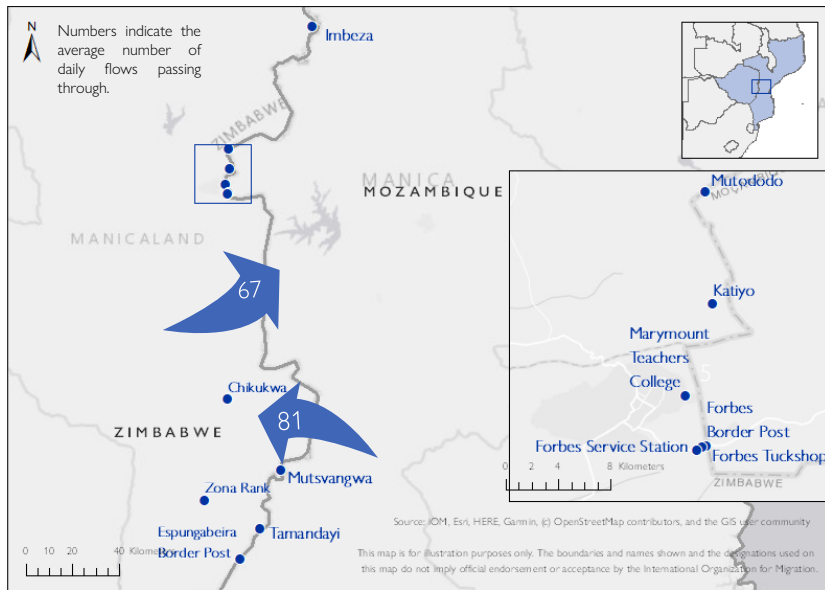 N
Numbers indicate the
average number of
daily flows passing
through.
Imbeza
ZIMBABWE
MANICA
MOZAMBIQUE
MANICALAND
67
Chikukwa
81
ZIMBABWE
Mutsvangwa
Zona Rank
Espungabeira
Border Post
Tamandayi
0 20 40 Kilometers
Mutododo
Katiyo
Marymount
Teachers
College
5
Forbes
Border Post
Forbes Service Station
Forbes Tuckshop
0 2 4 8 Kilometers
ZIMBABWE
Source: IOM, Esri, HERE, Garmin, (c) OpenStreetMap contributors, and the GIS user community
This map is for illustration purposes only. The boundaries and names shown and the designations used on
this map do not imply official endorsement or acceptance by the International Organization for Migration.